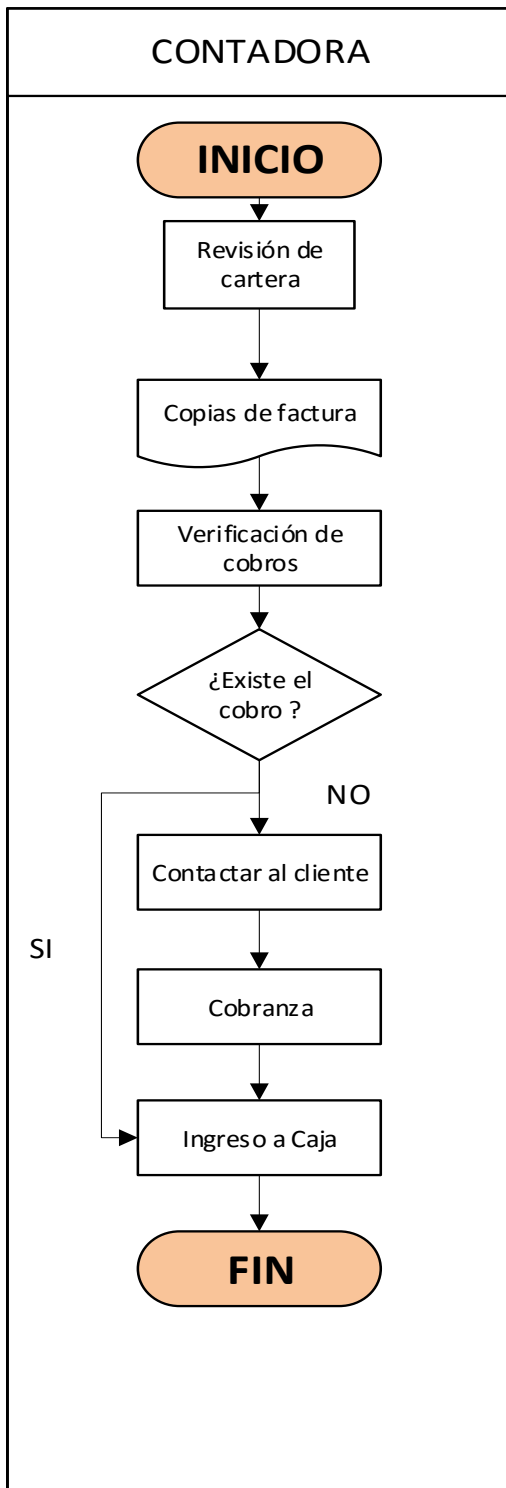 CONTADORA
INICIO
Revisión de
cartera
Copias de factura
Verificación de
cobros
¿Existe el
cobro ?
NO
Contactar al cliente
SI
Cobranza
Ingreso a Caja
FIN